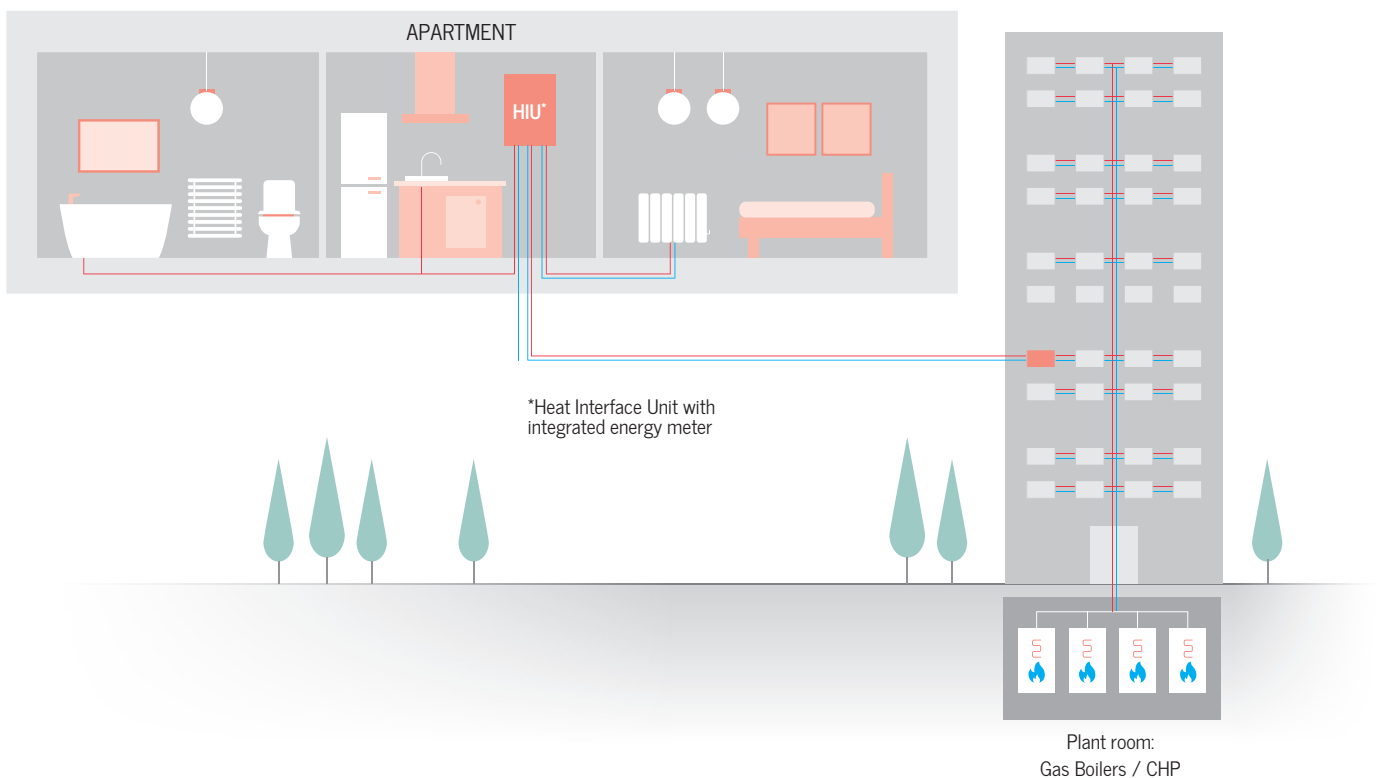 APARTMENT
HIU*
*Heat Interface Unit with
integrated energy meter
Plant room:
Gas Boilers / CHP